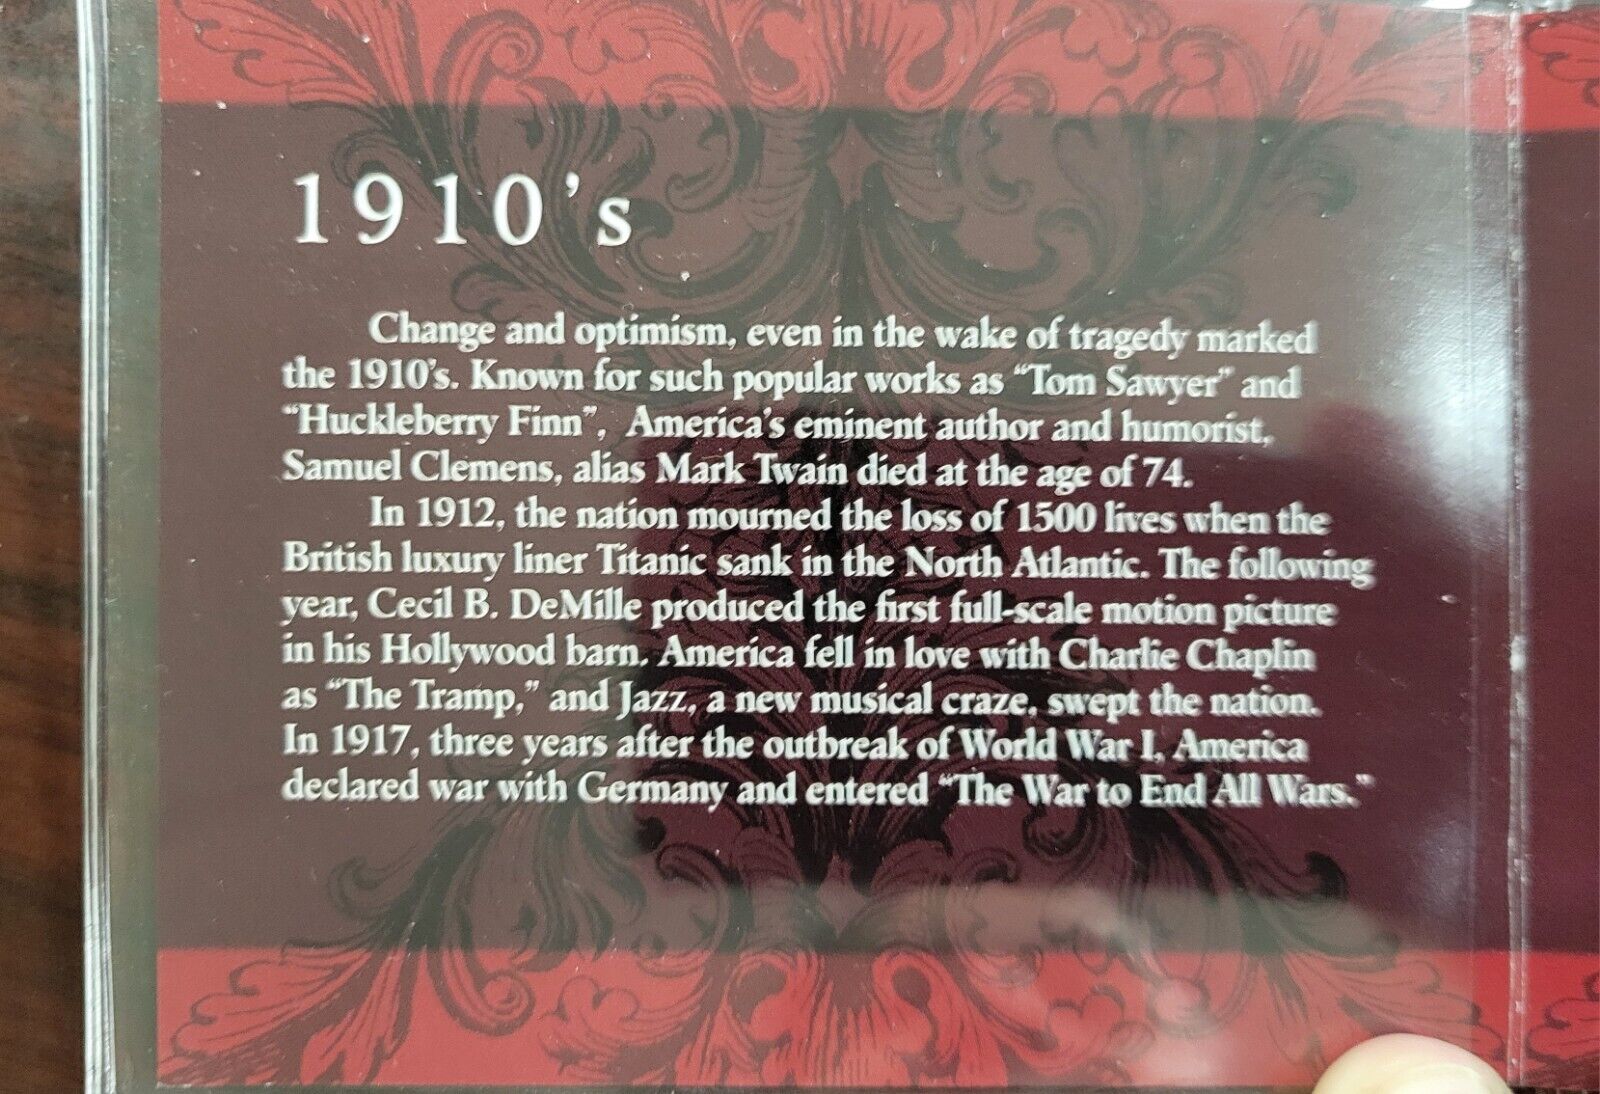 1910's
Change and optimism, even in the wake of tragedy marked
the 1910's. Known for such popular works as "Tom Sawyer" and
"Huckleberry Finn", America's eminent author and humorist,
Samuel Clemens, alias Mark Twain died at the age of 74.
In 1912, the nation mourned the loss of 1500 lives when the
British luxury liner Titanic sank in the North Atlantic. The following
year, Cecil B. DeMille produced the first full-scale motion picture
in his Hollywood barn. America fell in love with Charlie Chaplin
as "The Tramp," and Jazz, a new musical craze, swept the nation.
In 1917, three years after the outbreak of World War I, America
declared war with Germany and entered "The War to End All Wars."